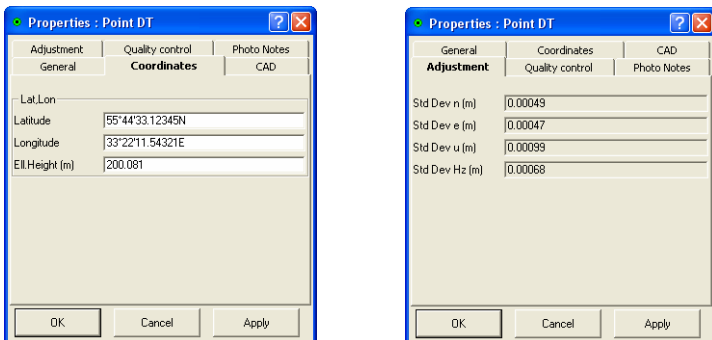 Properties : Point DT
Adjustment Quality control Photo Notes
General Coordinates CAD
Lat,Lon
Latitude 55°44'33.12345N
Longitude 33°22'11.54321E
Ell.Height (m) 200.081
OK Cancel Apply
Properties : Point DT
General Coordinates CAD
Adjustment Quality control Photo Notes
Std Dev n (m) 0.00049
Std Dev e (m) 0.00047
Std Dev u (m) 0.00099
Std Dev Hz (m) 0.00068
OK Cancel Apply